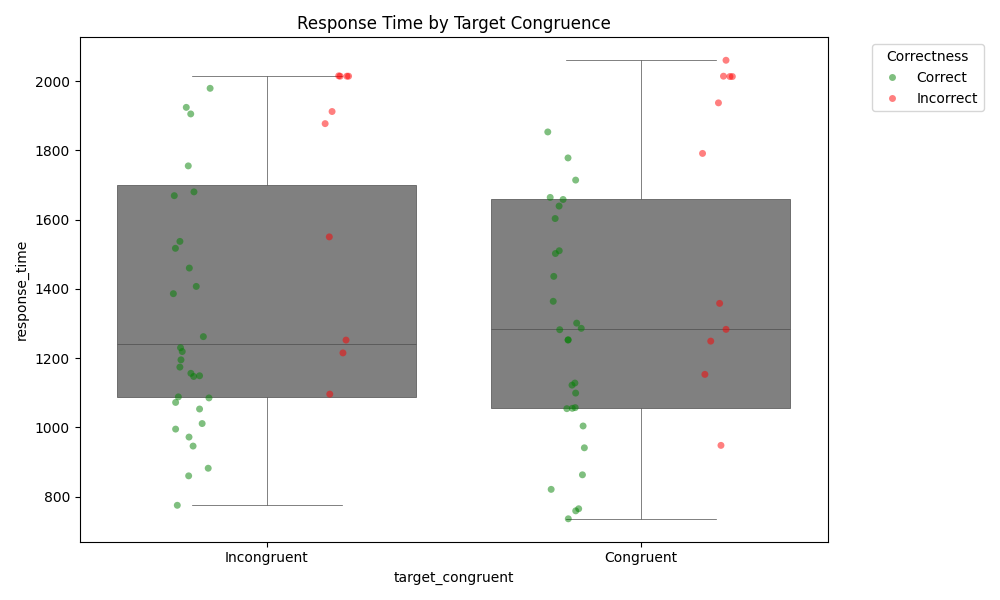 Response Time by Target Congruence
Correctness
Correct
Incorrect
response_time
2000
1800
1600
1400
1200
1000
800
Incongruent
Congruent
target_congruent